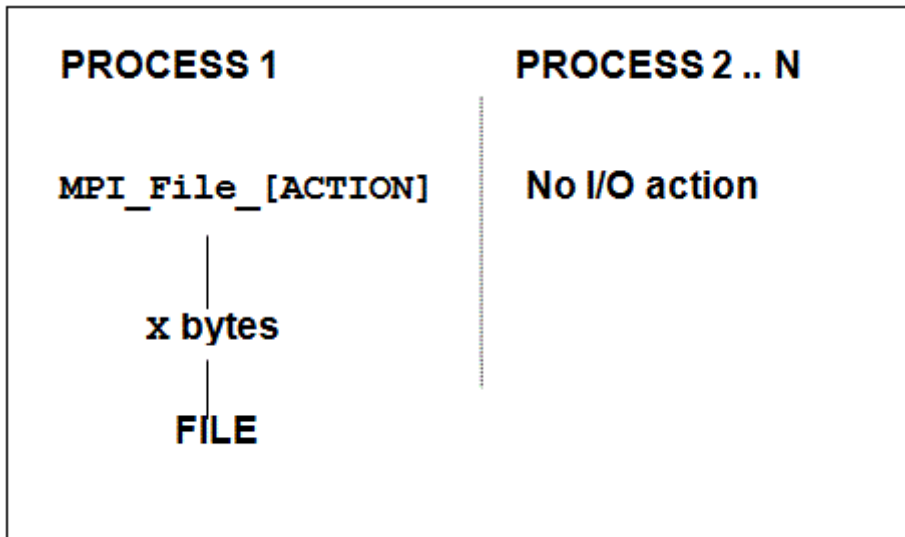 PROCESS 1
PROCESS 2 .. N
MPI_File_[ACTION]
No I/O action
x bytes
FILE